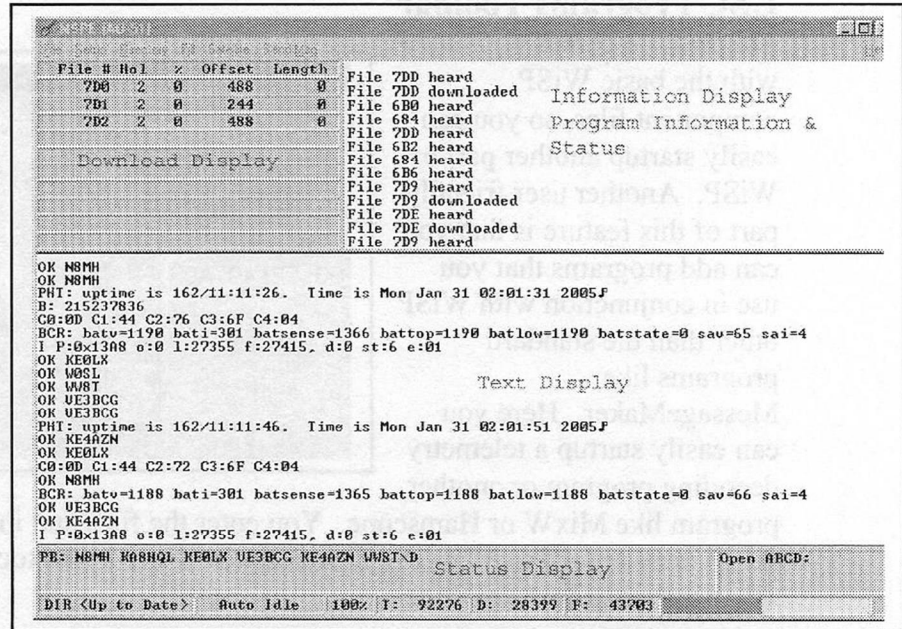 File # Hol % Offset Length
7D0 2 0 488 0
7D1 2 0 244 0
7D2 2 0 488 0
Download Display
File 7DD heard
File 7DD downloaded
File 6B0 heard
File 684 heard
File 7DD heard
File 6B2 heard
File 684 heard
File 6B6 heard
File 7D9 heard
File 7D9 downloaded
File 7DE heard
File 7DE downloaded
File 7D9 heard
Information Display
Program Information &
Status
OK N8MH
OK N8MH
PHT: uptime is 162/11:11:26. Time is Mon Jan 31 02:01:31 2005♪
B: 215237836
C0:0D C1:44 C2:76 C3:6F C4:04
BCR: batv=1190 bati=301 batsense=1366 battop=1190 batlow=1190 batstate=0 sav=65 sai=4
I P:0x13A8 o:0 l:27355 f:27415, d:0 st:6 e:01
OK KE0LX
OK W0SL
OK WW8T
OK VE3BCG
OK VE3BCG
PHT: uptime is 162/11:11:46. Time is Mon Jan 31 02:01:51 2005♪
OK KE4AZN
OK KE0LX
C0:0D C1:44 C2:72 C3:6F C4:04
OK N8MH
BCR: batv=1188 bati=301 batsense=1365 battop=1188 batlow=1188 batstate=0 sav=66 sai=4
OK VE3BCG
OK KE4AZN
I P:0x13A8 o:0 l:27355 f:27415, d:0 st:6 e:01
Text Display
PB: N8MH KA8HQL KE0LX VE3BCG KE4AZN WW8T\D
Open ABCD:
Status Display
DIR <Up to Date> Auto Idle 100% T: 92276 D: 28399 F: 43703